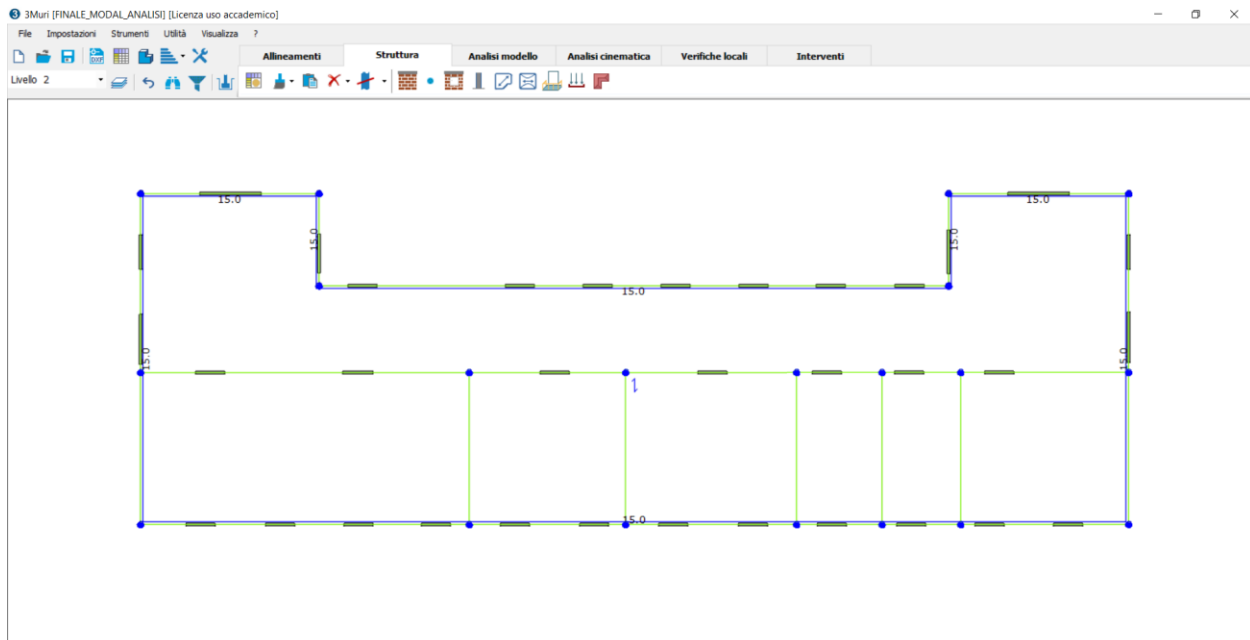 3Muri [FINALE_MODAL_ANALISI] [Licenza uso accademico]
File Impostazioni Strumenti Utilità Visualizza ?
Allineamenti Struttura Analisi modello Analisi cinematica Verifiche locali Interventi
Livello 2
15.0 15.0
15.0 15.0
15.0
15.0 15.0
1
15.0